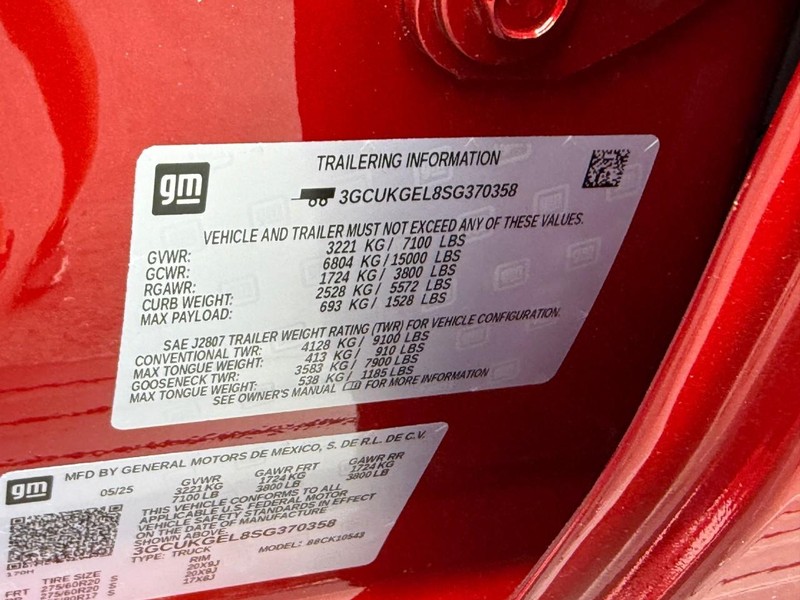 gm
TRAILERING INFORMATION
3GCUKGEL8SG370358
VEHICLE AND TRAILER MUST NOT EXCEED ANY OF THESE VALUES.
GVWR: 3221 KG / 7100 LBS
GCWR: 6804 KG / 15000 LBS
RGAWR: 1724 KG / 3800 LBS
CURB WEIGHT: 2528 KG / 5572 LBS
MAX PAYLOAD: 693 KG / 1528 LBS
SAE J2807 TRAILER WEIGHT RATING (TWR) FOR VEHICLE CONFIGURATION.
CONVENTIONAL TWR: 4128 KG / 9100 LBS
MAX TONGUE WEIGHT: 413 KG / 910 LBS
GOOSENECK TWR: 3583 KG / 7900 LBS
MAX TONGUE WEIGHT: 538 KG / 1185 LBS
SEE OWNER'S MANUAL FOR MORE INFORMATION
gm
MFD BY GENERAL MOTORS DE MEXICO, S. DE R.L. DE C.V.
05/25 GVWR GAWR FRT GAWR RR
3221 KG 1724 KG 1724 KG
7100 LB 3800 LB 3800 LB
THIS VEHICLE CONFORMS TO ALL
APPLICABLE U.S. FEDERAL MOTOR
VEHICLE SAFETY STANDARDS IN EFFECT
ON THE DATE OF MANUFACTURE
SHOWN ABOVE.
3GCUKGEL8SG370358
TYPE: TRUCK MODEL: 88CK10543
170H
TIRE SIZE RIM
FRT 275/60R20 S 20X9J
275/60R20 S 20X9J
R17 S 17X8J